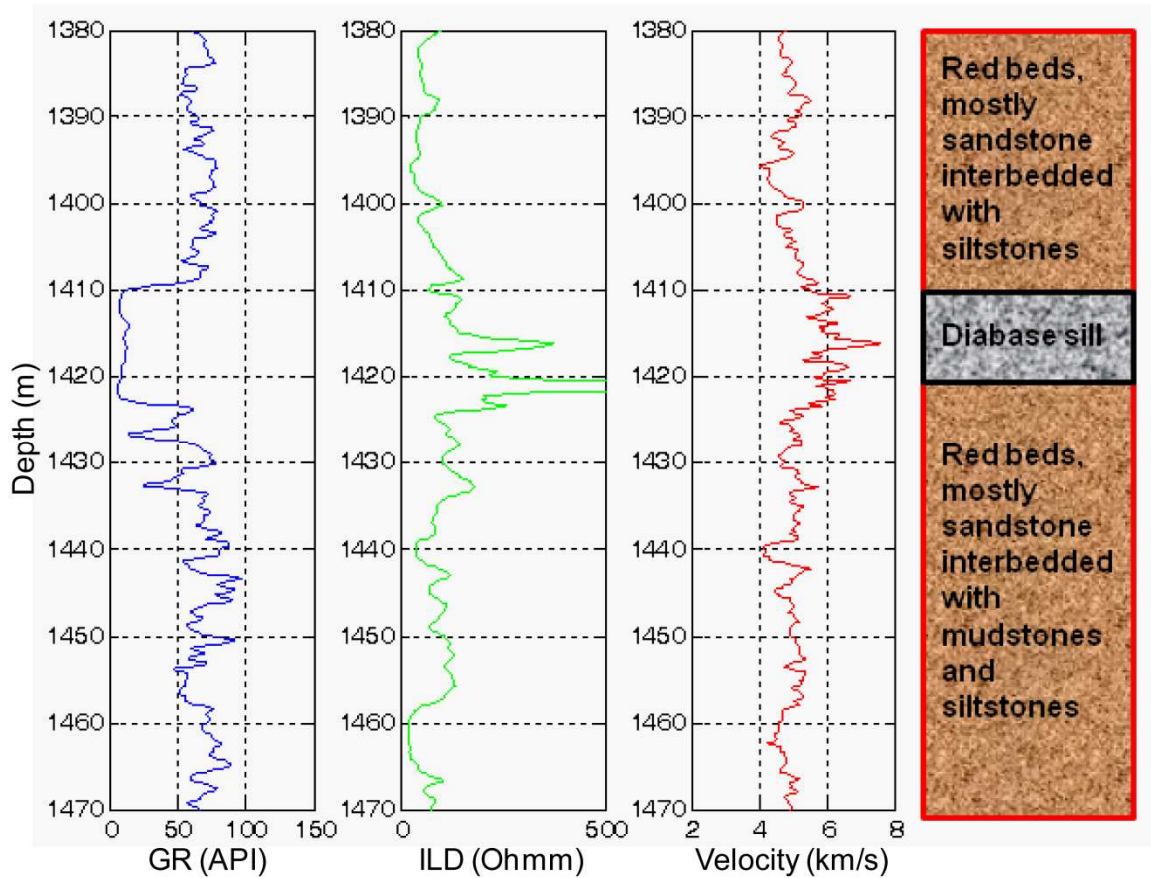 1380
1390
1400
1410
1420
1430
1440
1450
1460
1470
0 50 100 150
GR (API)
Depth (m)
1380
1390
1400
1410
1420
1430
1440
1450
1460
1470
0 500
ILD (Ohmm)
1380
1390
1400
1410
1420
1430
1440
1450
1460
1470
2 4 6 8
Velocity (km/s)
Red beds,
mostly
sandstone
interbedded
with
siltstones
Diabase sill
Red beds,
mostly
sandstone
interbedded
with
mudstones
and
siltstones